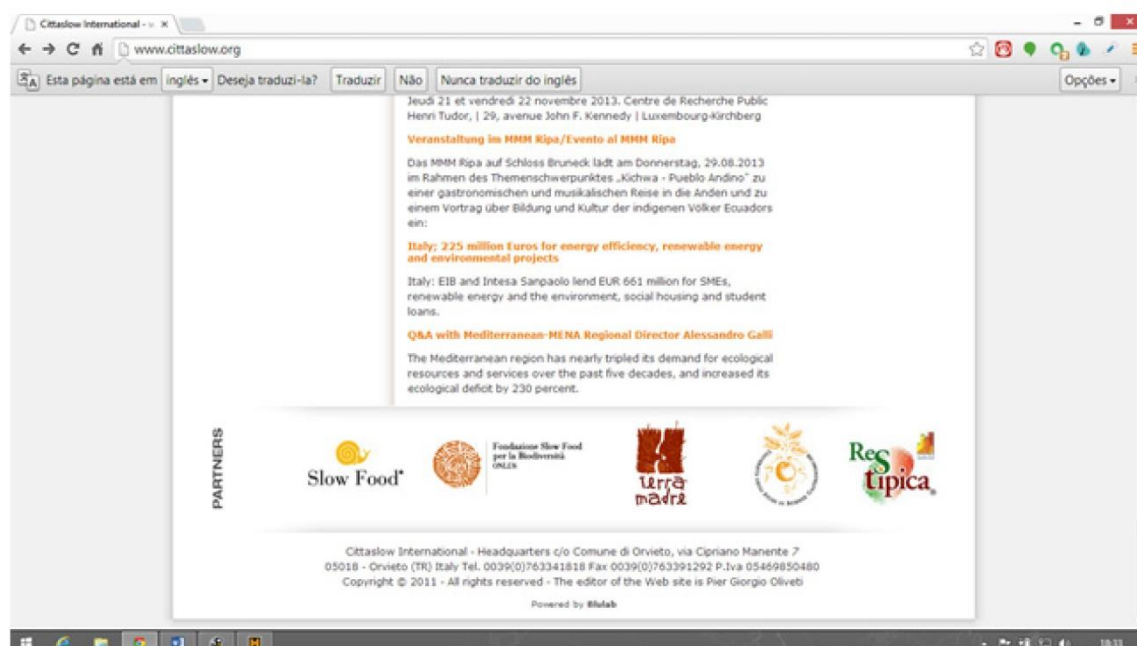 Cittaslow International - v
www.cittaslow.org
Esta página está em inglês Deseja traduzi-la? Traduzir Não Nunca traduzir do inglês Opções
Jeudi 21 et vendredi 22 novembre 2013. Centre de Recherche Public
Henri Tudor, | 29, avenue John F. Kennedy | Luxembourg-Kirchberg
Veranstaltung im MMM Ripa/Evento al MMM Ripa
Das MMM Ripa auf Schloss Bruneck lädt am Donnerstag, 29.08.2013
im Rahmen des Themenschwerpunktes „Kichwa - Pueblo Andino" zu
einer gastronomischen und musikalischen Reise in die Anden und zu
einem Vortrag über Bildung und Kultur der indigenen Völker Ecuadors
ein:
Italy; 225 million Euros for energy efficiency, renewable energy
and environmental projects
Italy: EIB and Intesa Sanpaolo lend EUR 661 million for SMEs,
renewable energy and the environment, social housing and student
loans.
Q&A with Mediterranean-MENA Regional Director Alessandro Galli
The Mediterranean region has nearly tripled its demand for ecological
resources and services over the past five decades, and increased its
ecological deficit by 230 percent.
PARTNERS
Slow Food®
Fondazione Slow Food
per la Biodiversità
ONLUS
terra
madre
Res
tipica
Cittaslow International - Headquarters c/o Comune di Orvieto, via Cipriano Manente 7
05018 - Orvieto (TR) Italy Tel. 0039(0)763341818 Fax 0039(0)763391292 P.Iva 05469850480
Copyright © 2011 - All rights reserved - The editor of the Web site is Pier Giorgio Oliveti
Powered by Blulab
18:33